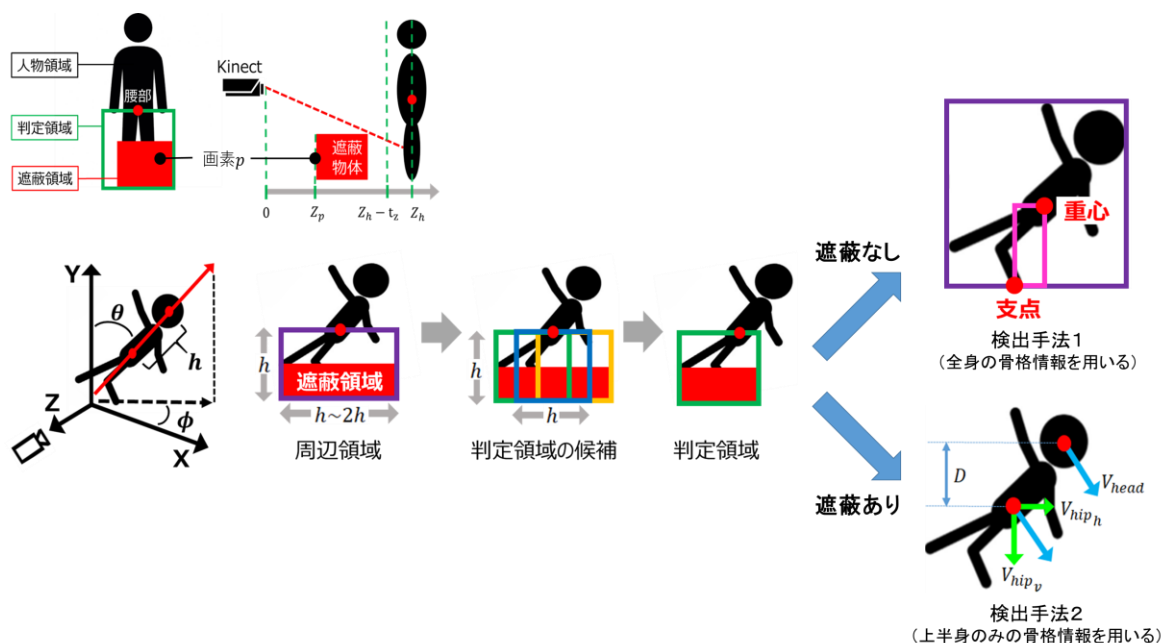 人物領域
腰部
判定領域
遮蔽領域
画素p
Kinect
遮蔽
物体
0
Z_p
Z_h − t_z
Z_h
Y
θ
h
Z
ϕ
X
h
遮蔽領域
h~2h
周辺領域
h
h
判定領域の候補
判定領域
遮蔽なし
遮蔽あり
重心
支点
検出手法1
(全身の骨格情報を用いる)
D
V_head
V_hip_h
V_hip_v
検出手法2
(上半身のみの骨格情報を用いる)